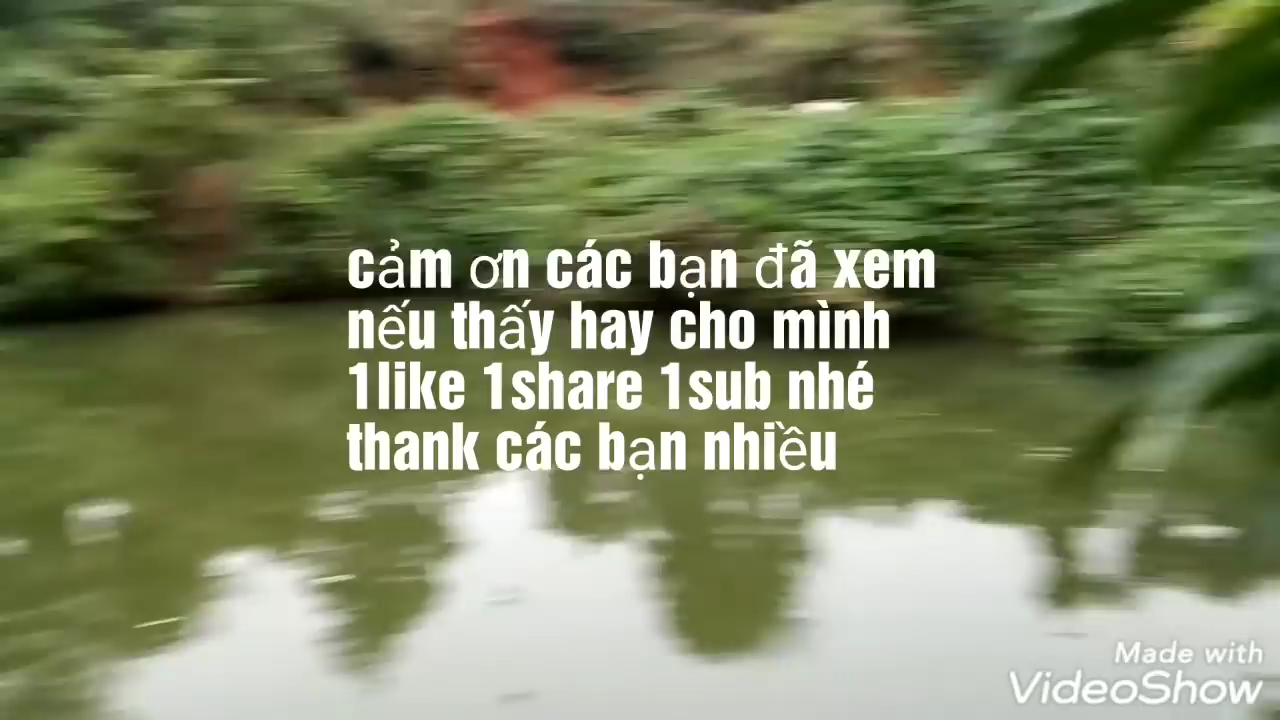 cảm ơn các bạn đã xem
nếu thấy hay cho mình
1like 1share 1sub nhé
thank các bạn nhiều
Made with
VideoShow